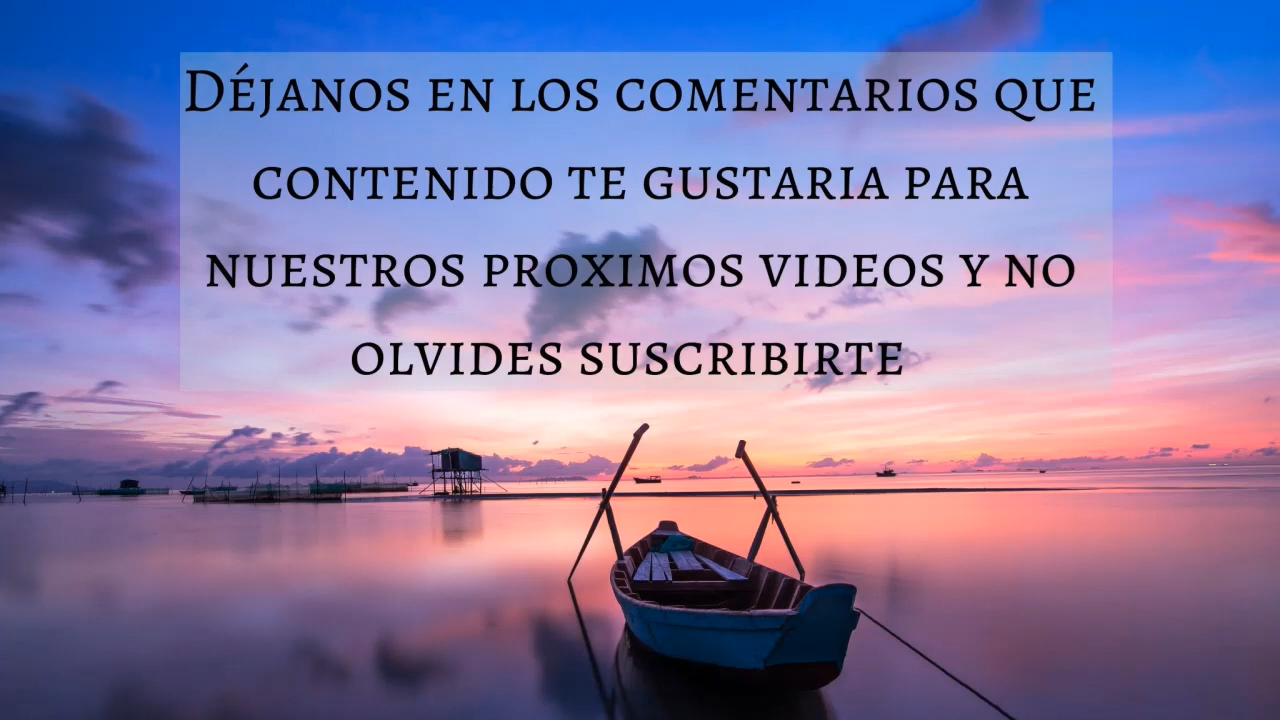 Déjanos en los comentarios que
contenido te gustaria para
nuestros proximos videos y no
olvides suscribirte